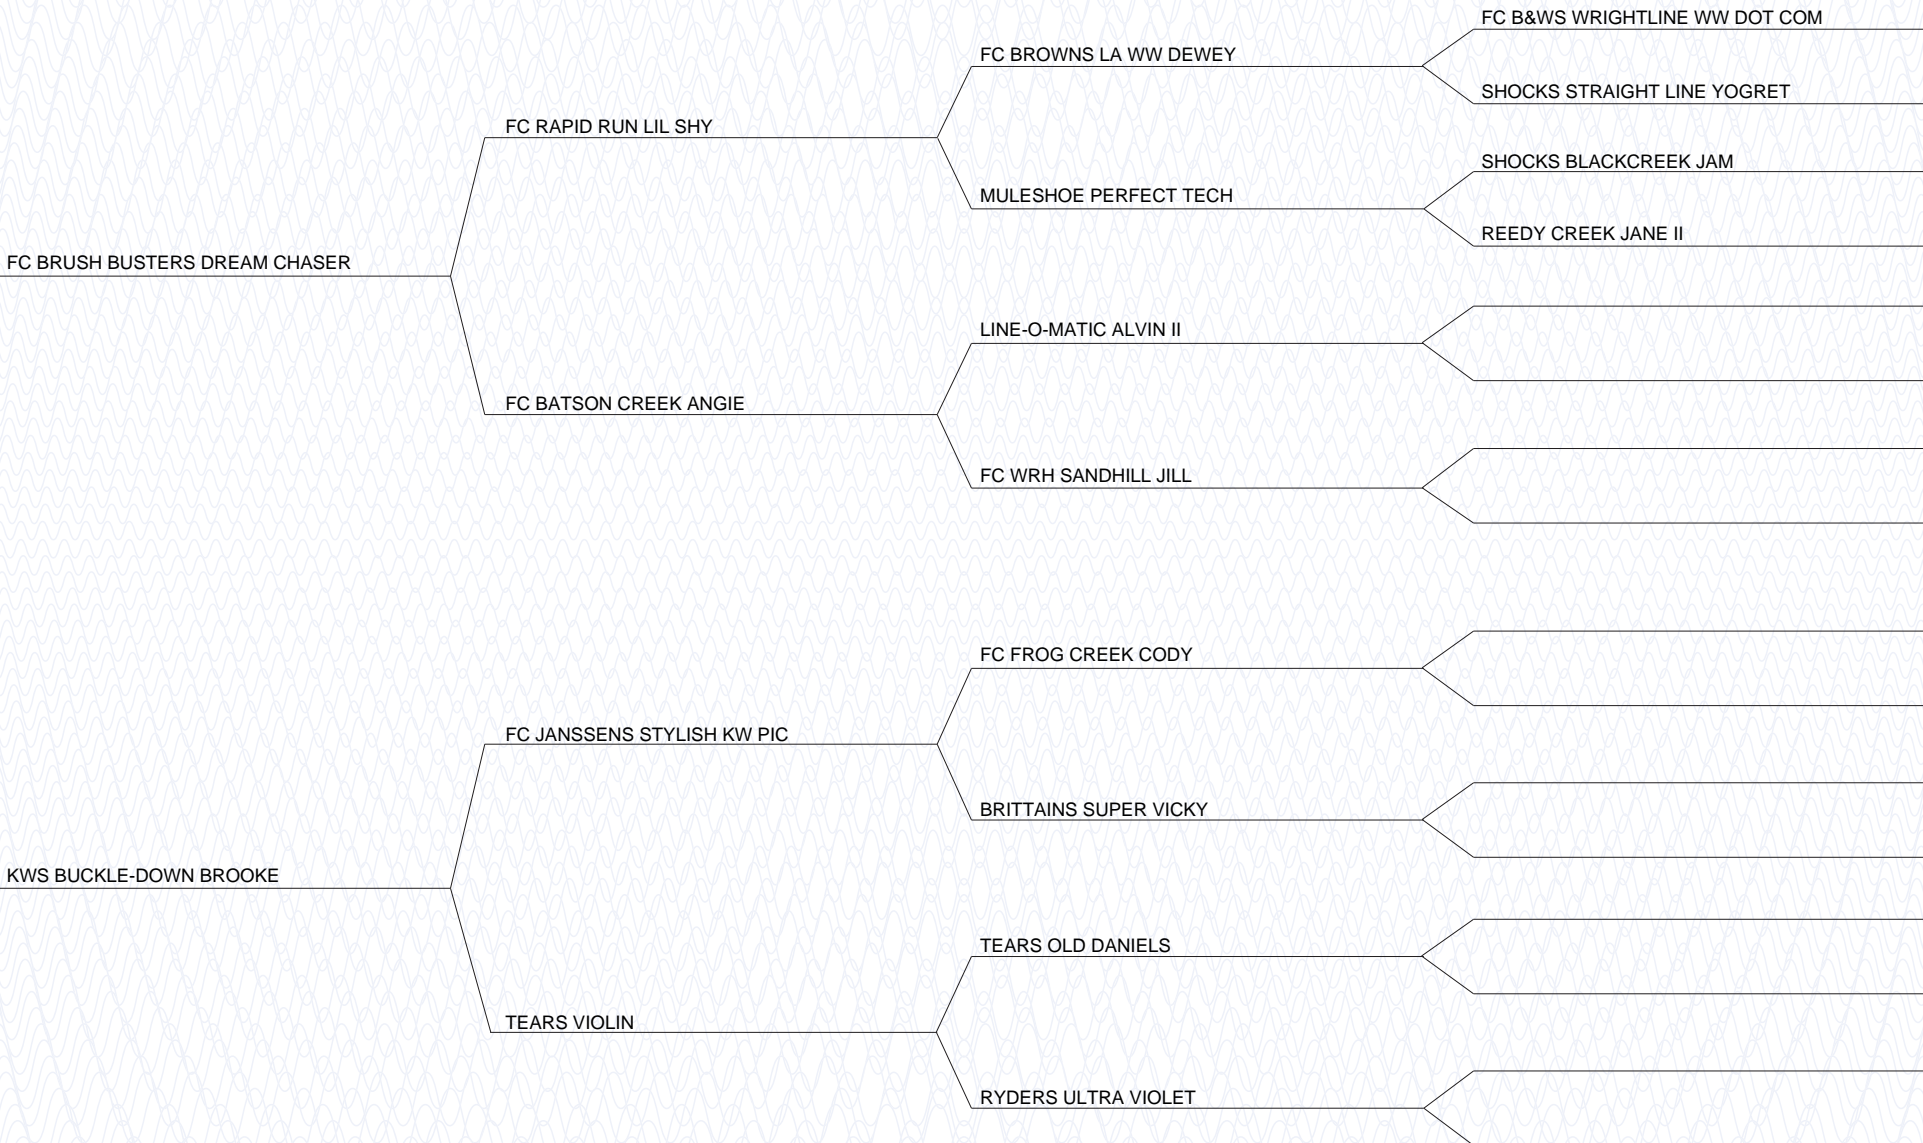 FC B&WS WRIGHTLINE WW DOT COM
FC BROWNS LA WW DEWEY
SHOCKS STRAIGHT LINE YOGRET
FC RAPID RUN LIL SHY
SHOCKS BLACKCREEK JAM
MULESHOE PERFECT TECH
REEDY CREEK JANE II
FC BRUSH BUSTERS DREAM CHASER
LINE-O-MATIC ALVIN II
FC BATSON CREEK ANGIE
FC WRH SANDHILL JILL
FC FROG CREEK CODY
FC JANSSENS STYLISH KW PIC
BRITTAINS SUPER VICKY
KWS BUCKLE-DOWN BROOKE
TEARS OLD DANIELS
TEARS VIOLIN
RYDERS ULTRA VIOLET